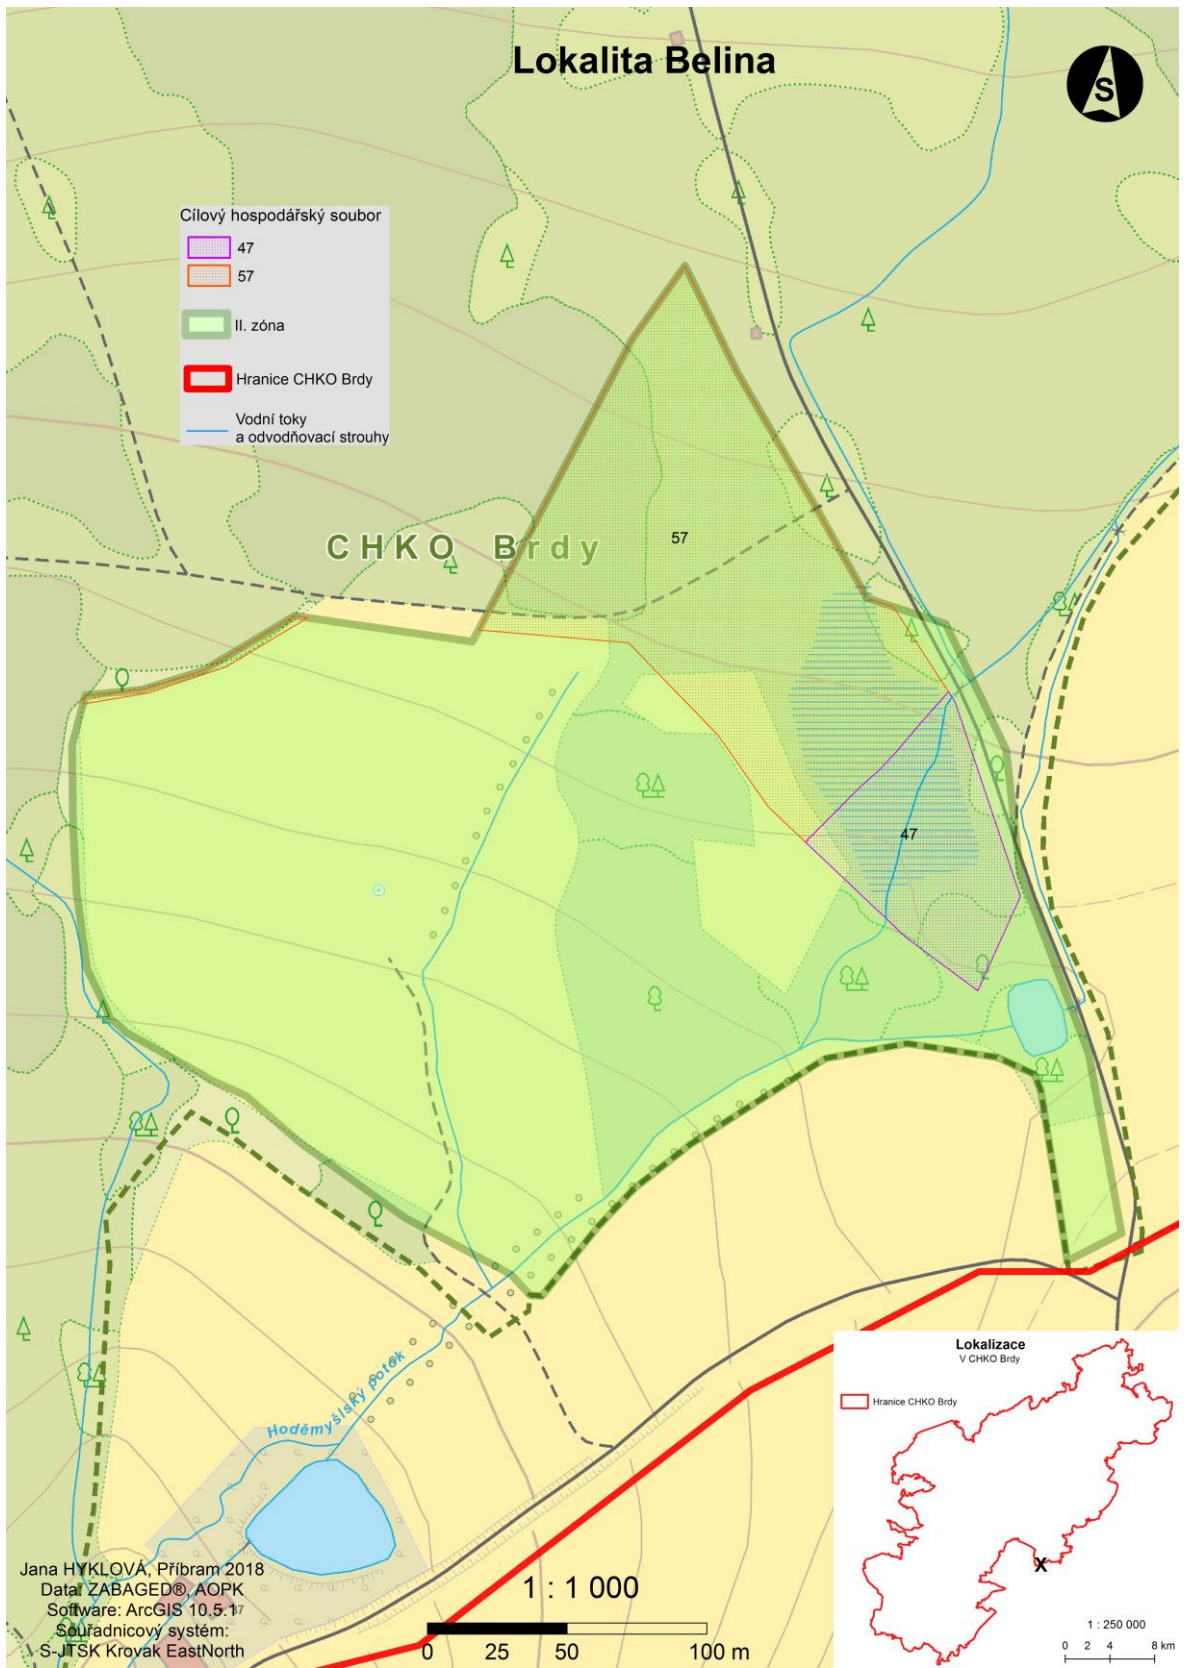 Lokalita Belina
S
Cílový hospodářský soubor
47
57
II. zóna
Hranice CHKO Brdy
Vodní toky
a odvodňovací strouhy
CHKO Brdy
57
47
Hoděmyšlský potok
Lokalizace
V CHKO Brdy
Hranice CHKO Brdy
X
1 : 250 000
0 2 4 8 km
Jana HYKLOVÁ, Příbram 2018
Data: ZABAGED®, AOPK
Software: ArcGIS 10.5.1
Souřadnicový systém:
S-JTSK Krovak EastNorth
1 : 1 000
0 25 50 100 m